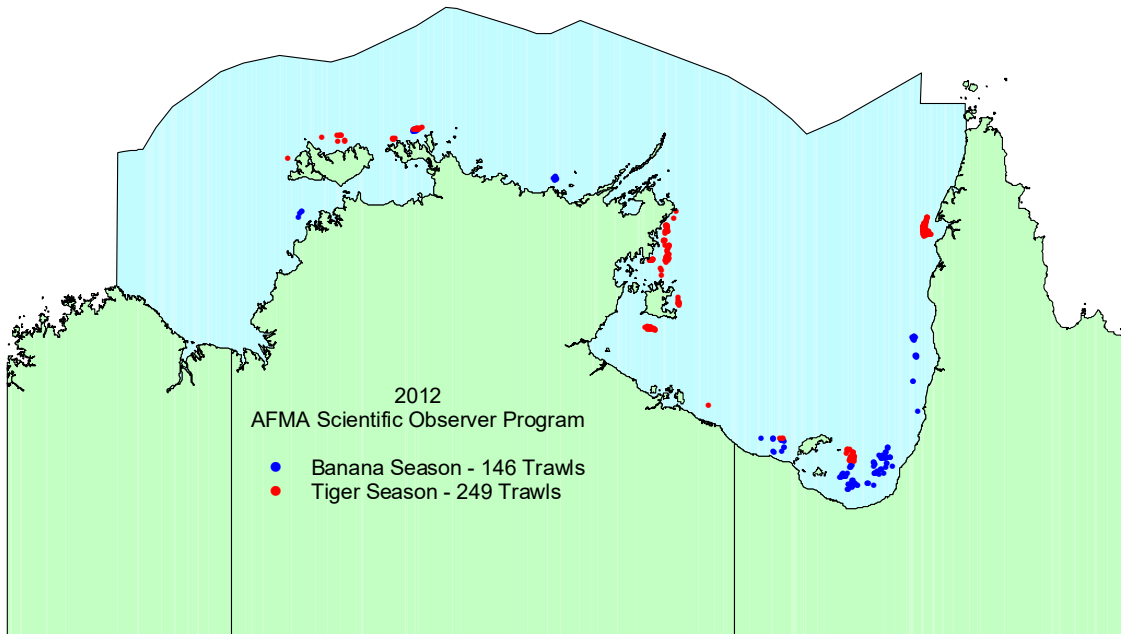 2012
AFMA Scientific Observer Program
Banana Season - 146 Trawls
Tiger Season - 249 Trawls